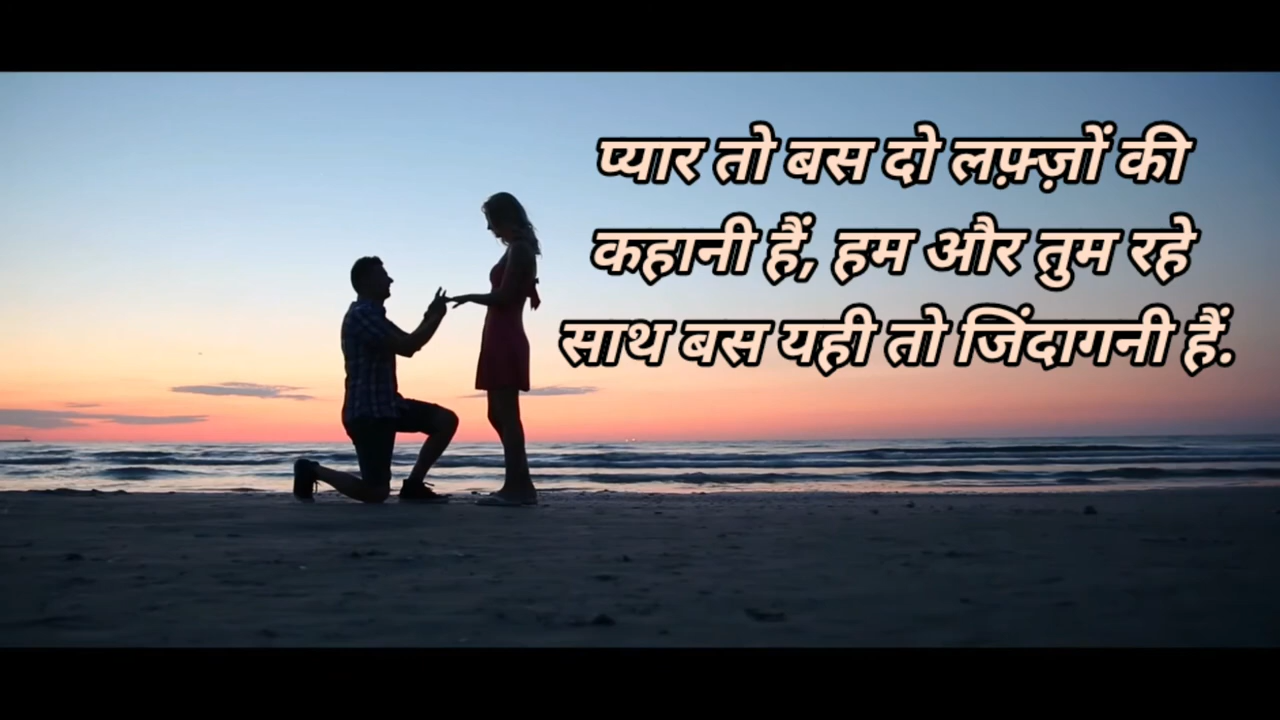 प्यार तो बस दो लफ़्ज़ों की
कहानी हैं, हम और तुम रहे
साथ बस यही तो जिंदागनी हैं.